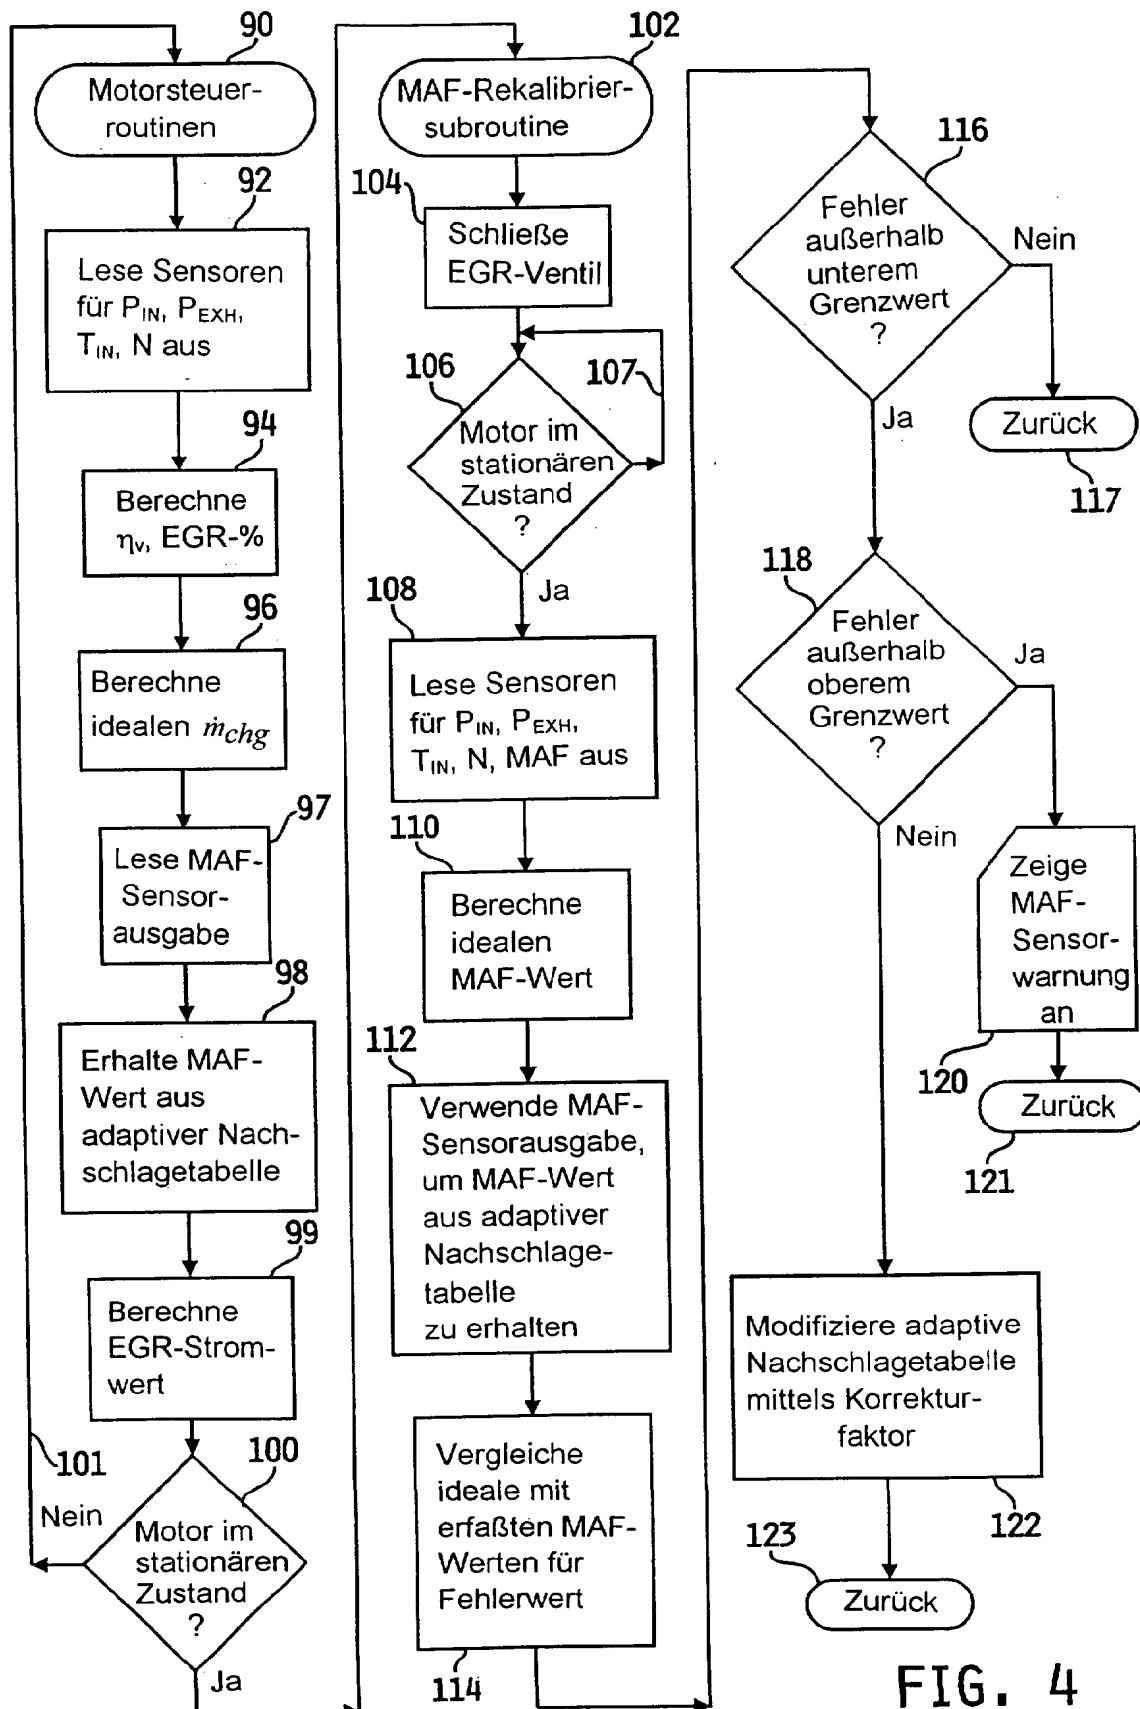 90
Motorsteuer-
routinen
92
Lese Sensoren
für P_IN, P_EXH,
T_IN, N aus
94
Berechne
η_v, EGR-%
96
Berechne
idealen ṁ_chg
97
Lese MAF-
Sensor-
ausgabe
98
Erhalte MAF-
Wert aus
adaptiver Nach-
schlagetabelle
99
Berechne
EGR-Strom-
wert
101
100
Nein
Motor im
stationären
Zustand
?
Ja
102
MAF-Rekalibrier-
subroutine
104
Schließe
EGR-Ventil
106
107
Motor im
stationären
Zustand
?
Ja
108
Lese Sensoren
für P_IN, P_EXH,
T_IN, N, MAF aus
110
Berechne
idealen
MAF-Wert
112
Verwende MAF-
Sensorausgabe,
um MAF-Wert
aus adaptiver
Nachschlage-
tabelle
zu erhalten
Vergleiche
ideale mit
erfaßten MAF-
Werten für
Fehlerwert
114
116
Fehler
außerhalb
unterem
Grenzwert
?
Nein
Ja
Zurück
117
118
Fehler
außerhalb
oberem
Grenzwert
?
Ja
Nein
Zeige
MAF-
Sensor-
warnung
an
120
Zurück
121
Modifiziere adaptive
Nachschlagetabelle
mittels Korrektur-
faktor
122
123
Zurück
FIG. 4